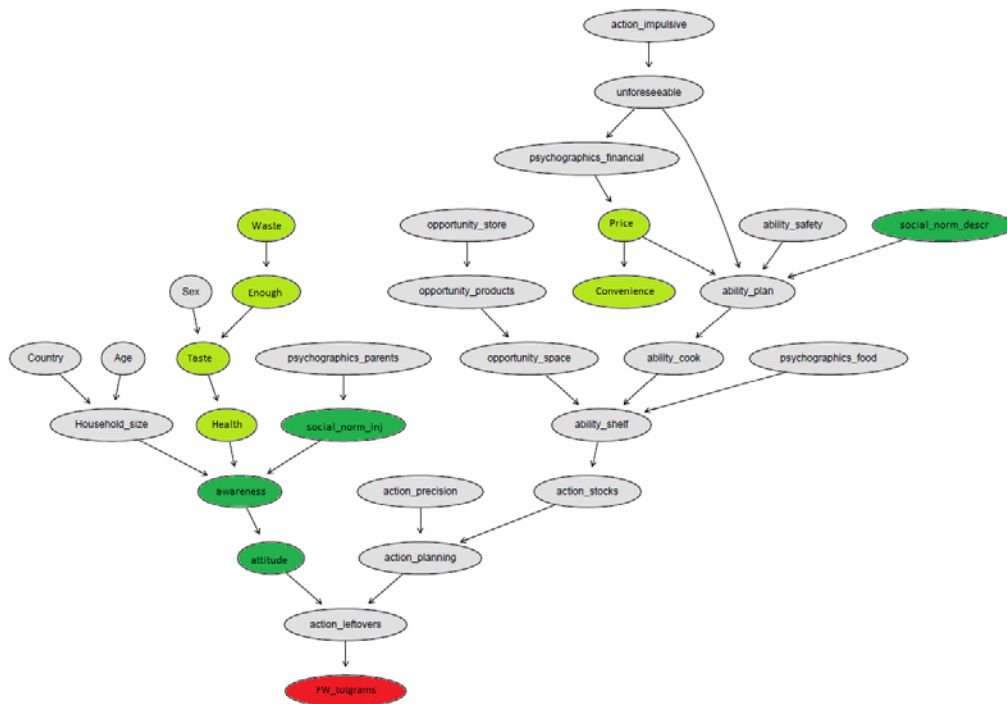 action_impulsive
unforeseeable
psychographics_financial
Waste
opportunity_store
Price
ability_safety
social_norm_descr
Sex
Enough
opportunity_products
Convenience
ability_plan
Country
Age
Taste
psychographics_parents
opportunity_space
ability_cook
psychographics_food
Household_size
Health
social_norm_inj
ability_shelf
awareness
action_precision
action_stocks
attitude
action_planning
action_leftovers
FW_totgrams